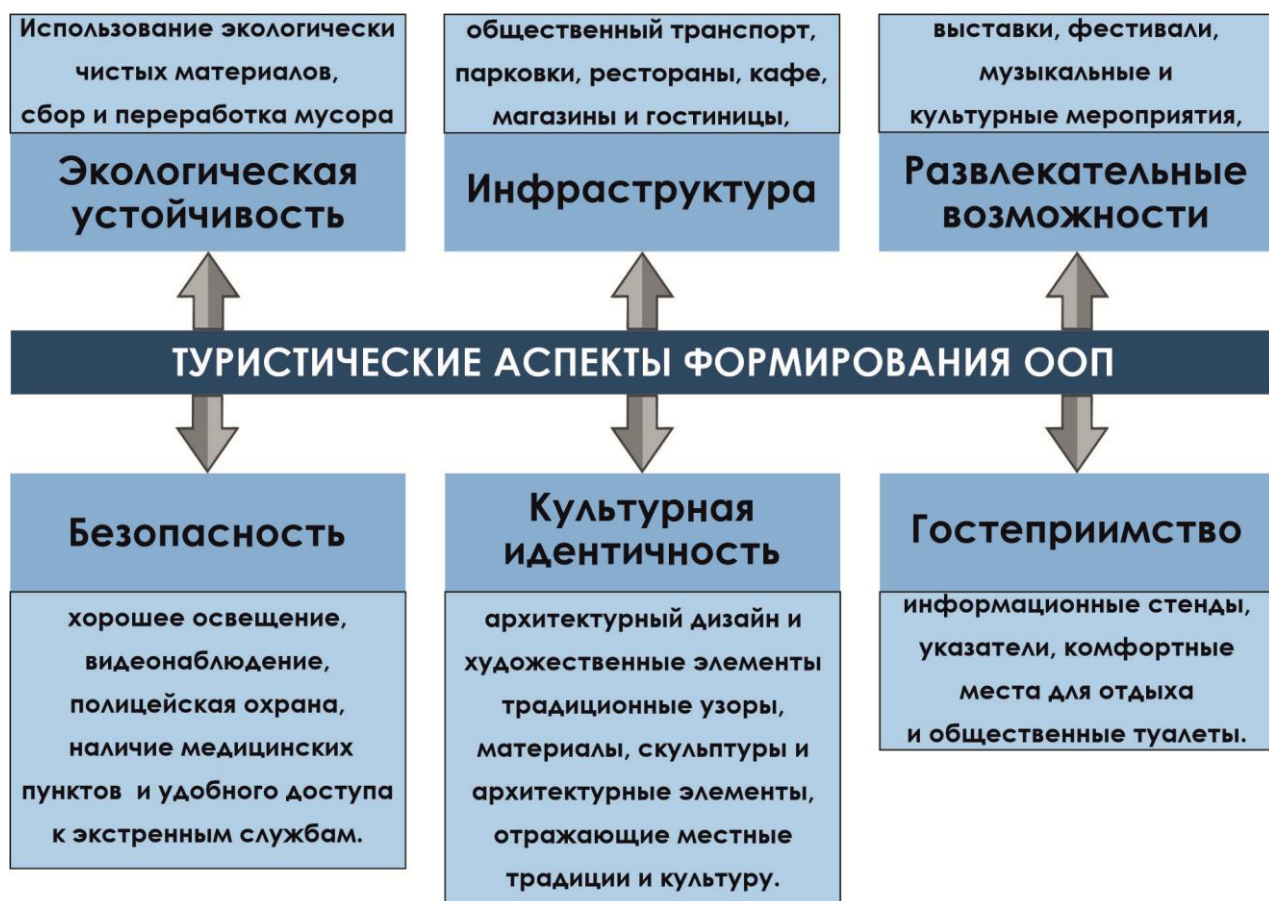 Использование экологически
чистых материалов,
сбор и переработка мусора
Экологическая
устойчивость
общественный транспорт,
парковки, рестораны, кафе,
магазины и гостиницы,
Инфраструктура
выставки, фестивали,
музыкальные и
культурные мероприятия,
Развлекательные
возможности
ТУРИСТИЧЕСКИЕ АСПЕКТЫ ФОРМИРОВАНИЯ ООП
Безопасность
хорошее освещение,
видеонаблюдение,
полицейская охрана,
наличие медицинских
пунктов и удобного доступа
к экстренным службам.
Культурная
идентичность
архитектурный дизайн и
художественные элементы
традиционные узоры,
материалы, скульптуры и
архитектурные элементы,
отражающие местные
традиции и культуру.
Гостеприимство
информационные стенды,
указатели, комфортные
места для отдыха
и общественные туалеты.